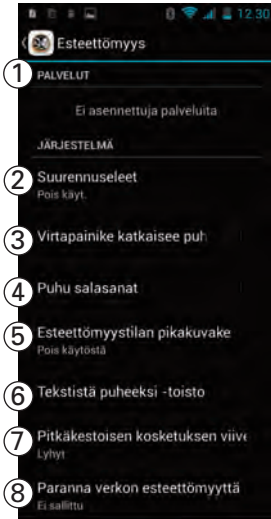 12.30
Esteettömyys
1 PALVELUT
Ei asennettuja palveluita
JÄRJESTELMÄ
2 Suurennuseleet
Pois käyt.
3 Virtapainike katkaisee puh
4 Puhu salasanat
5 Esteettömyystilan pikakuvake
Pois käytöstä
6 Tekstistä puheeksi -toisto
7 Pitkäkestoisen kosketuksen viive
Lyhyt
8 Paranna verkon esteettömyyttä
Ei sallittu